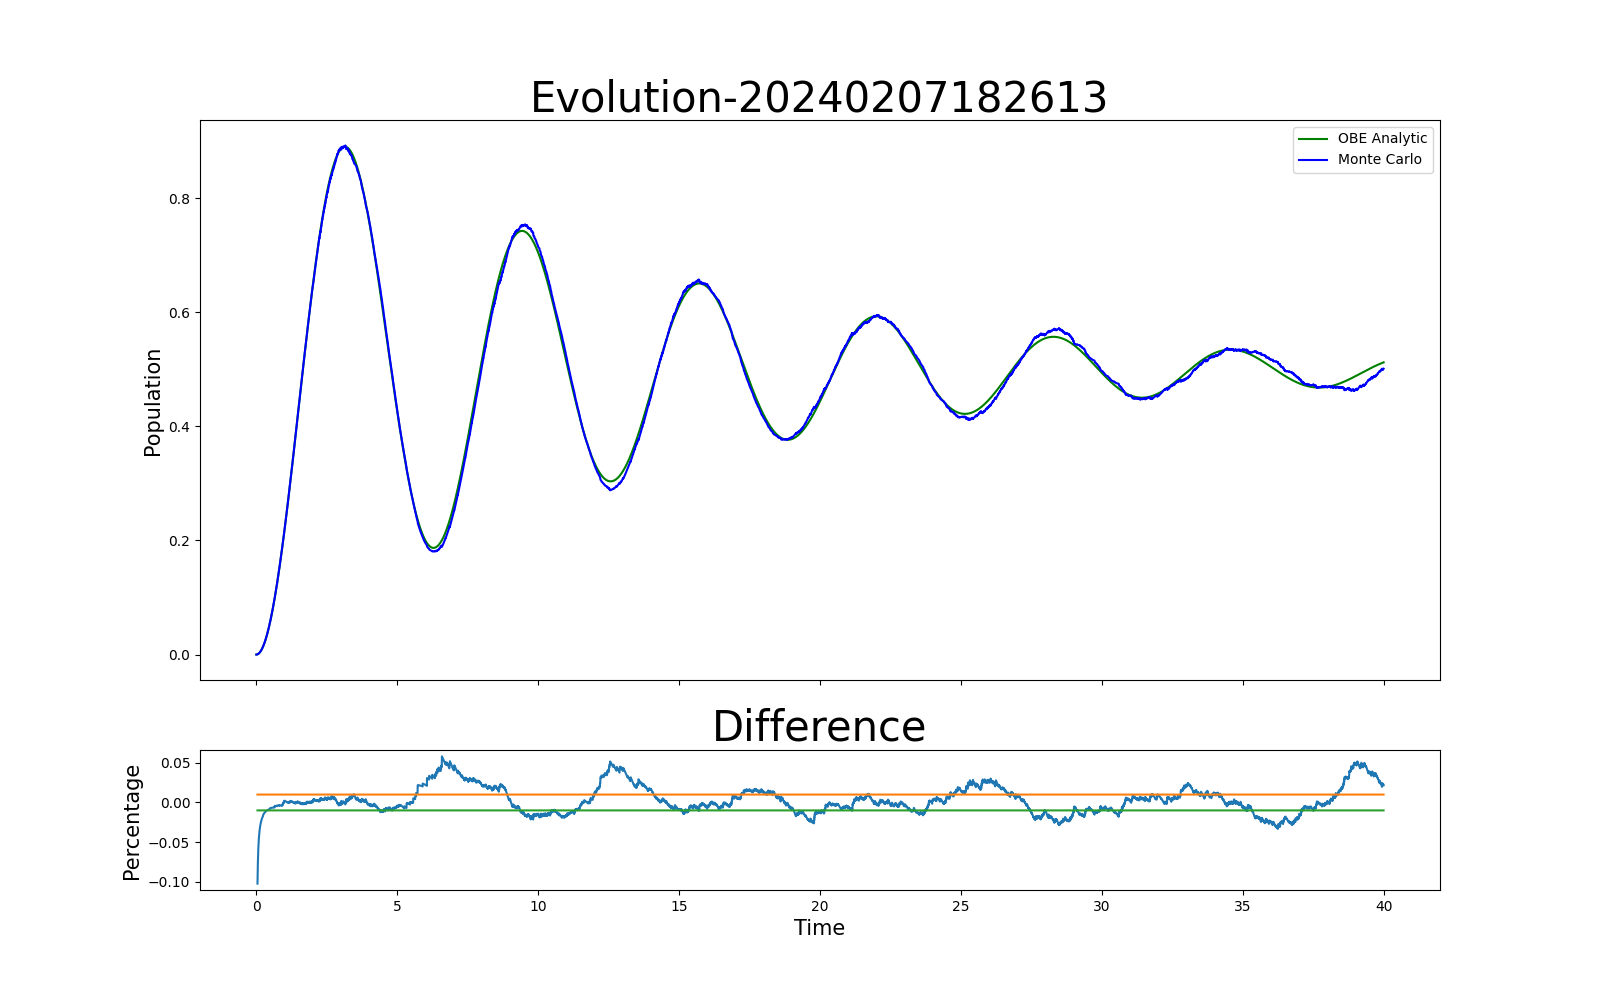 Evolution-20240207182613
OBE Analytic
Monte Carlo
Population
0.8
0.6
0.4
0.2
0.0
Difference
Percentage
0.05
0.00
−0.05
−0.10
0 5 10 15 20 25 30 35 40
Time